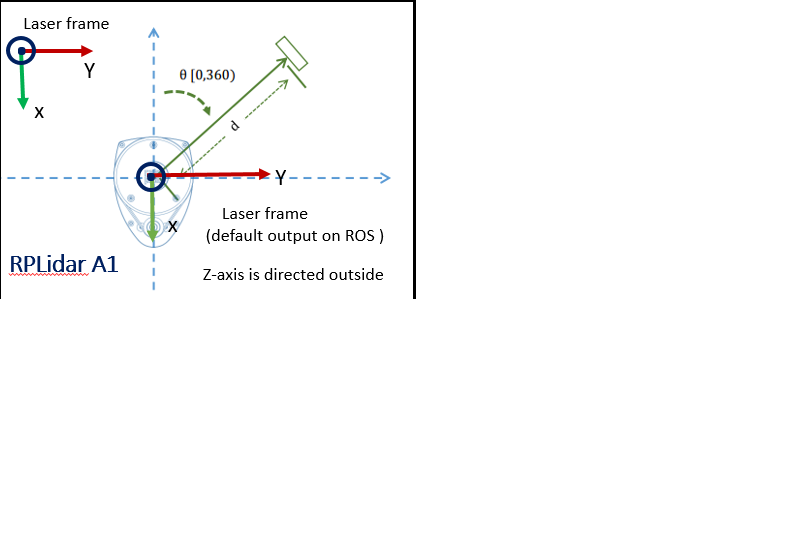 Laser frame
Y
x
θ [0,360)
d
Y
x
Laser frame
(default output on ROS )
RPLidar A1
Z-axis is directed outside